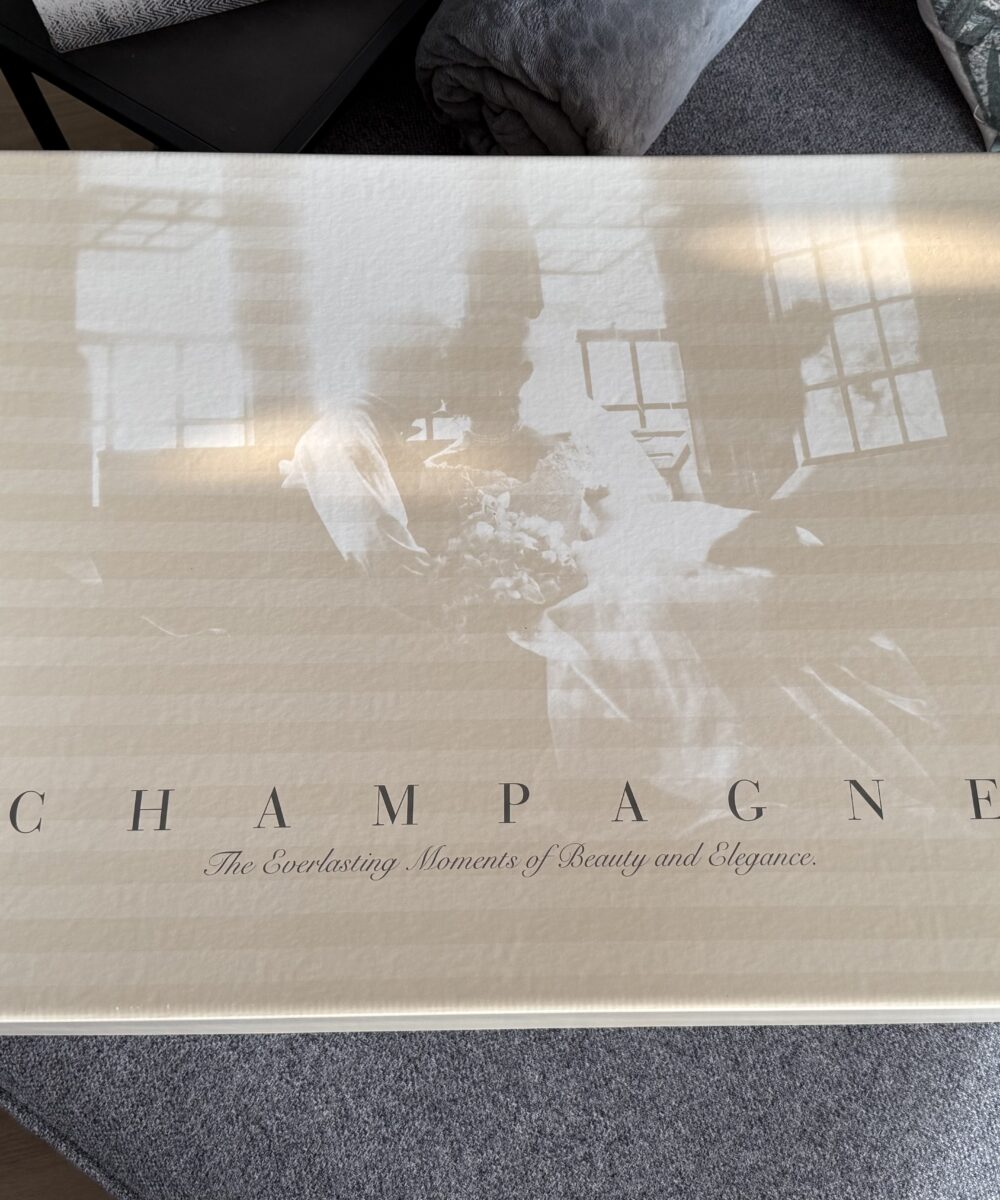 CHAMPAGNE
The Everlasting Moments of Beauty and Elegance.